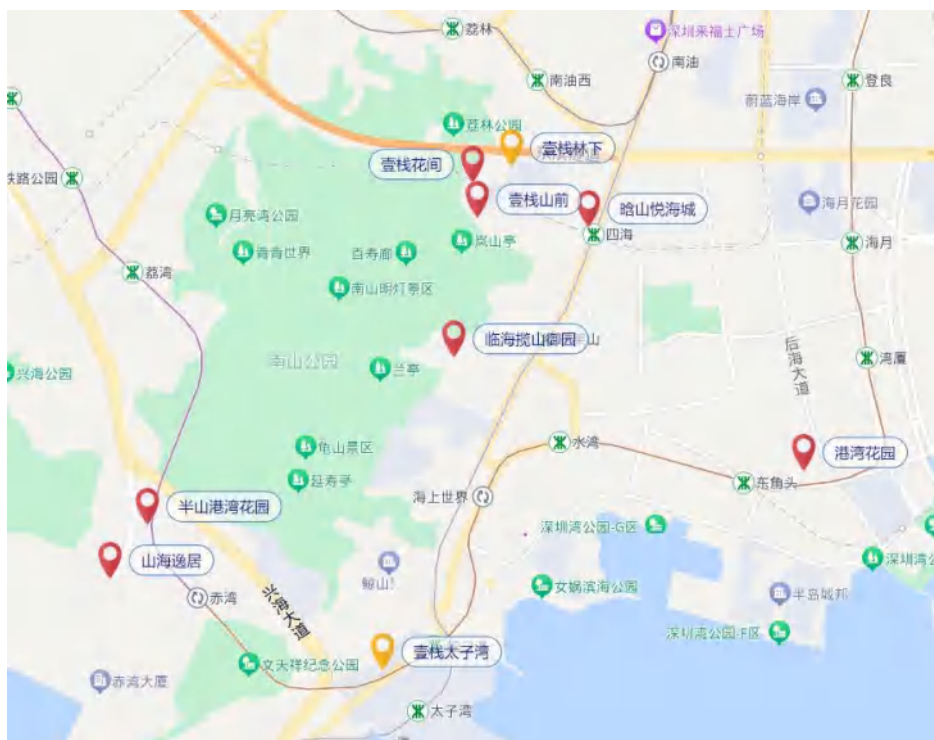 荔林
深圳来福士广场
南油
南油西
登良
蔚蓝海岸
荔林公园
壹栈林下
壹栈花间
铁路公园
壹栈山前
晗山悦海城
海月花园
月亮湾公园
四海
海月
青青世界
百寿廊
岚山亭
荔湾
南山明灯景区
临海揽山御园
山
后海大道
湾厦
南山公园
兰亭
兴海公园
龟山景区
水湾
港湾花园
延寿亭
东角头
海上世界
半山港湾花园
深圳湾公园-G区
山海逸居
深圳湾公
鲸山
女娲滨海公园
半岛城邦
赤湾
兴海大道
深圳湾公园-F区
壹栈太子湾
文天祥纪念公园
赤湾大厦
太子湾